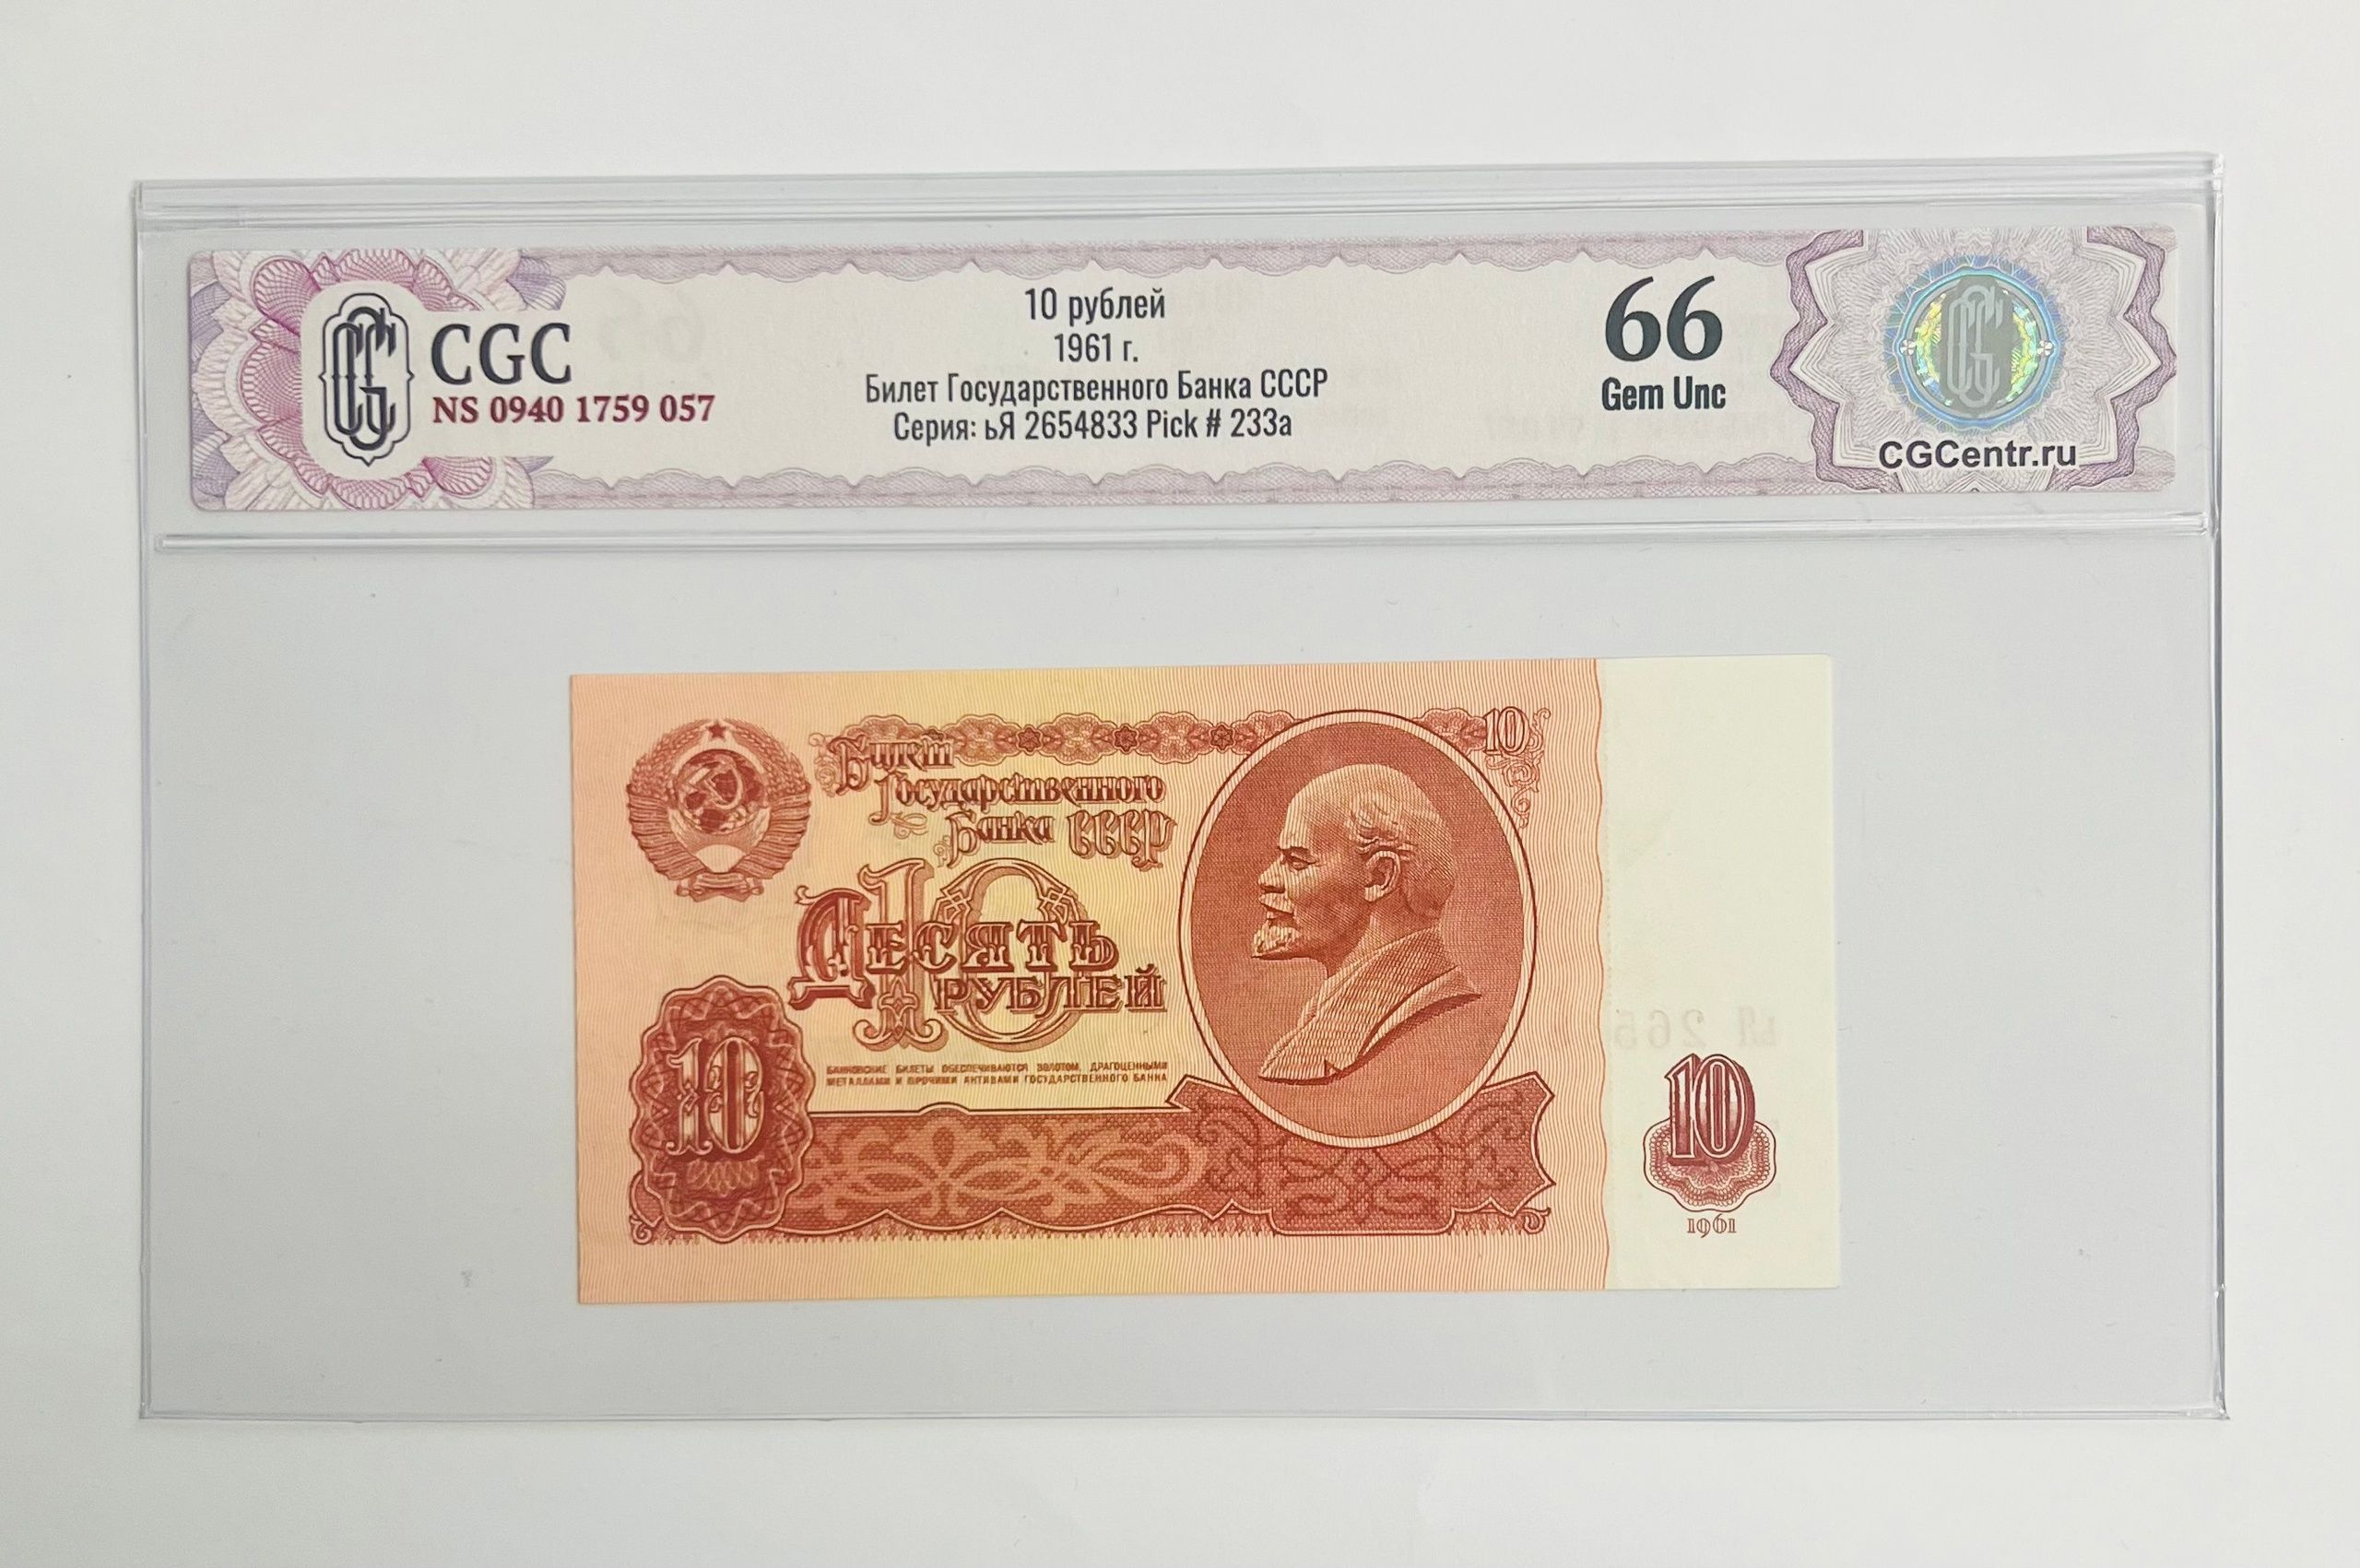 CGC
NS 0940 1759 057
10 рублей
1961 г.
Билет Государственного Банка СССР
Серия: ьЯ 2654833 Pick # 233a
66
Gem Unc
CGCentr.ru
Билет
Государственного
Банка СССР
10
10
ДЕСЯТЬ
РУБЛЕЙ
БАНКОВСКИЕ БИЛЕТЫ ОБЕСПЕЧИВАЮТСЯ ЗОЛОТОМ, ДРАГОЦЕННЫМИ
МЕТАЛЛАМИ И ПРОЧИМИ АКТИВАМИ ГОСУДАРСТВЕННОГО БАНКА
10
10
1961